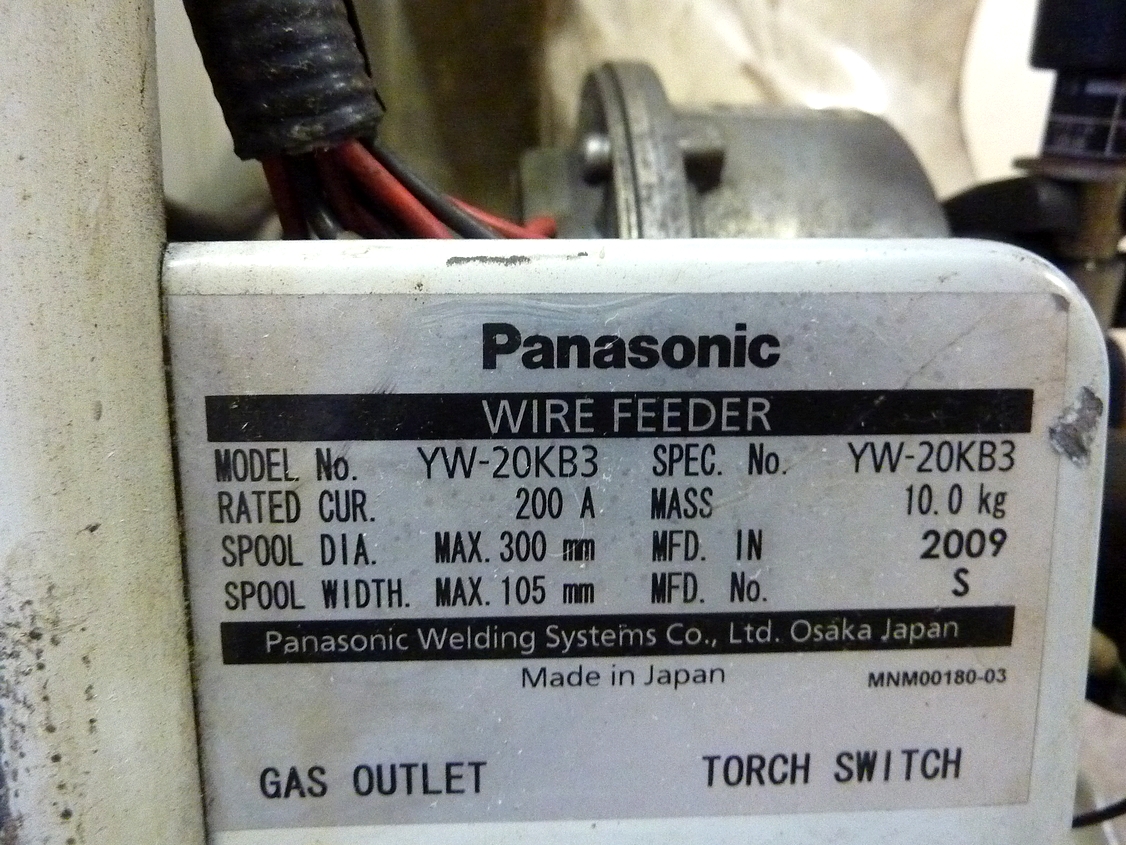 Panasonic
WIRE FEEDER
MODEL No. YW-20KB3 SPEC. No. YW-20KB3
RATED CUR. 200 A MASS 10.0 kg
SPOOL DIA. MAX. 300 mm MFD. IN 2009
SPOOL WIDTH. MAX. 105 mm MFD. No. S
Panasonic Welding Systems Co., Ltd. Osaka Japan
Made in Japan MNM00180-03
GAS OUTLET TORCH SWITCH